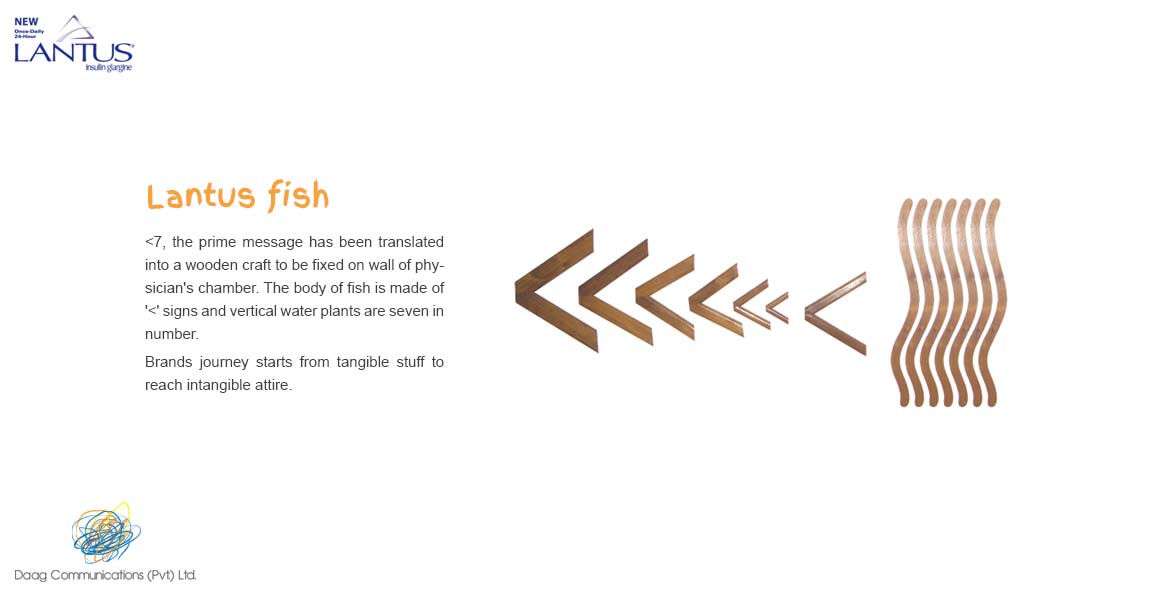 NEW
Once-Daily
24-Hour
LANTUS®
insulin glargine
Lantus fish
<7, the prime message has been translated
into a wooden craft to be fixed on wall of phy-
sician's chamber. The body of fish is made of
'<' signs and vertical water plants are seven in
number.
Brands journey starts from tangible stuff to
reach intangible attire.
Daag Communications (Pvt) Ltd.